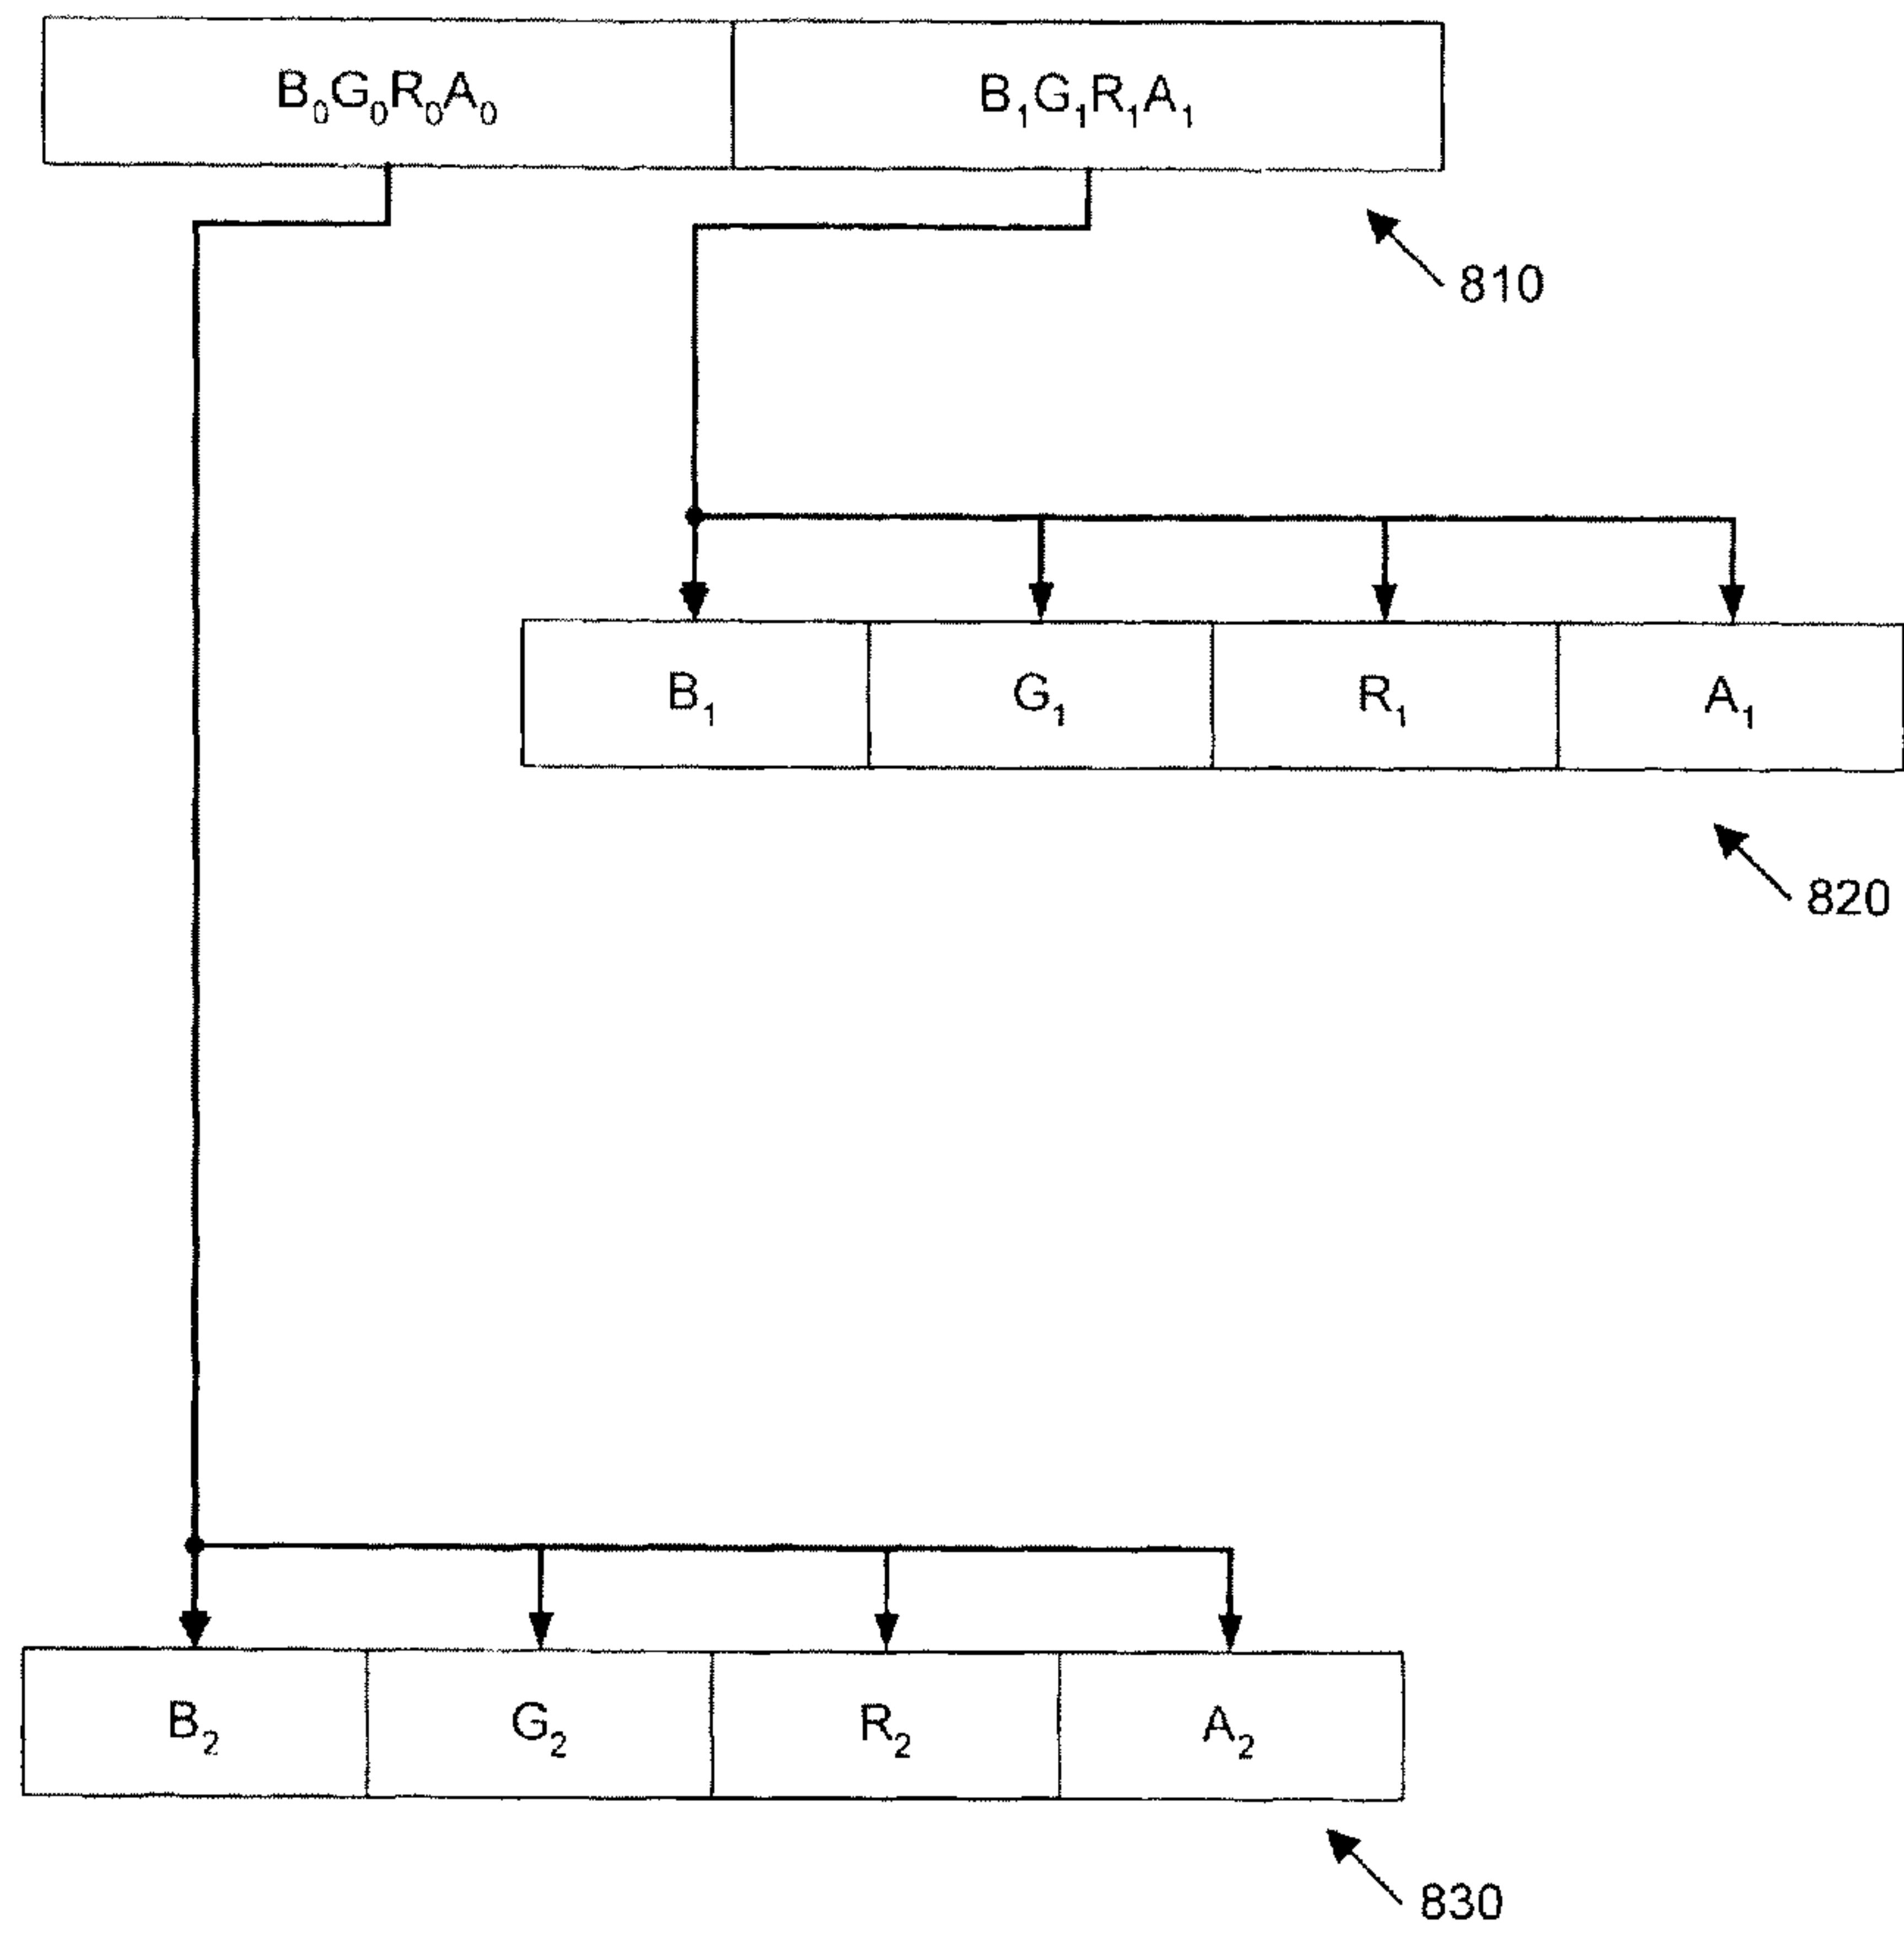 B₀G₀R₀A₀ B₁G₁R₁A₁
810
B₁ G₁ R₁ A₁
820
B₂ G₂ R₂ A₂
830